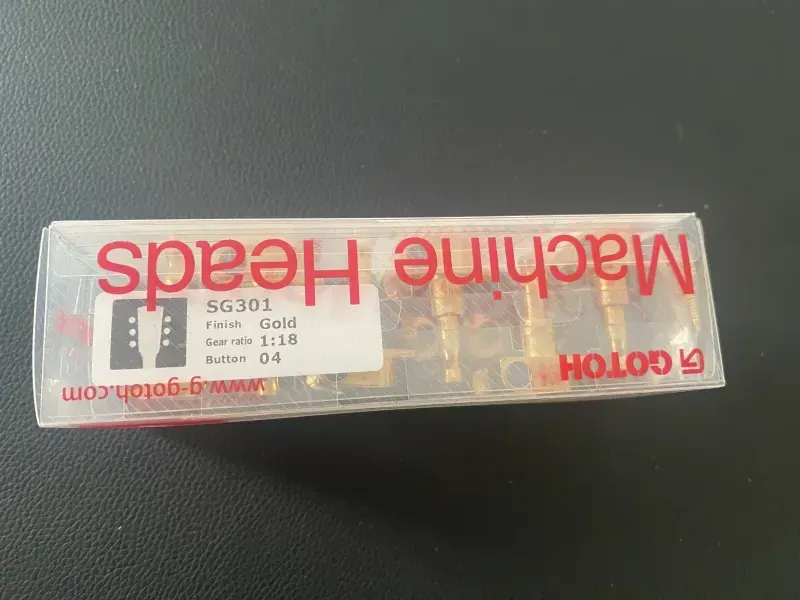 Machine Heads
SG301
Finish Gold
Gear ratio 1:18
Button 04
GOTOH
www.g-gotoh.com